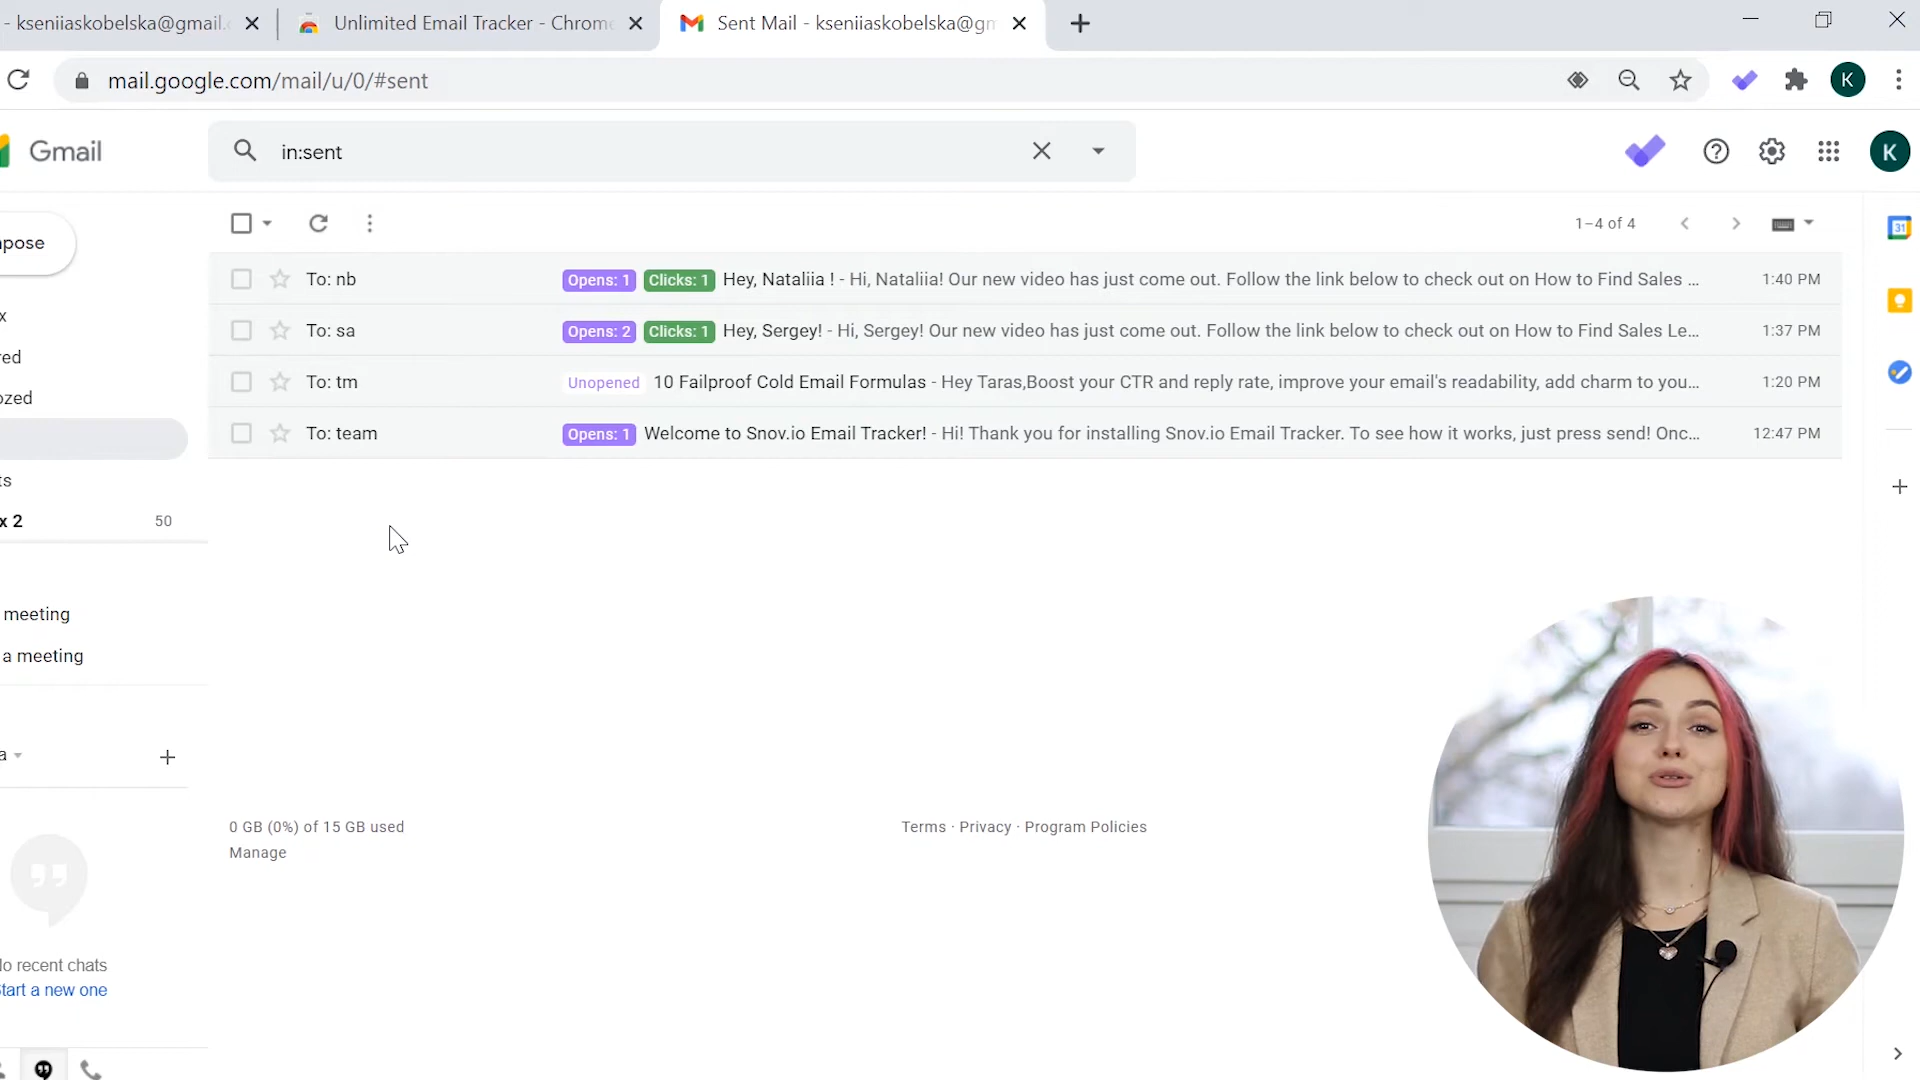 - kseniiaskobelska@gmail.c
Unlimited Email Tracker - Chrome
Sent Mail - kseniiaskobelska@gm
mail.google.com/mail/u/0/#sent
K
Gmail
in:sent
K
pose
1–4 of 4
31
To: nb Opens: 1 Clicks: 1 Hey, Nataliia ! - Hi, Nataliia! Our new video has just come out. Follow the link below to check out on How to Find Sales ... 1:40 PM
x
To: sa Opens: 2 Clicks: 1 Hey, Sergey! - Hi, Sergey! Our new video has just come out. Follow the link below to check out on How to Find Sales Le... 1:37 PM
red
To: tm Unopened 10 Failproof Cold Email Formulas - Hey Taras,Boost your CTR and reply rate, improve your email's readability, add charm to you... 1:20 PM
ozed
To: team Opens: 1 Welcome to Snov.io Email Tracker! - Hi! Thank you for installing Snov.io Email Tracker. To see how it works, just press send! Onc... 12:47 PM
ts
x 2 50
meeting
a meeting
a
0 GB (0%) of 15 GB used
Manage
Terms · Privacy · Program Policies
lo recent chats
Start a new one